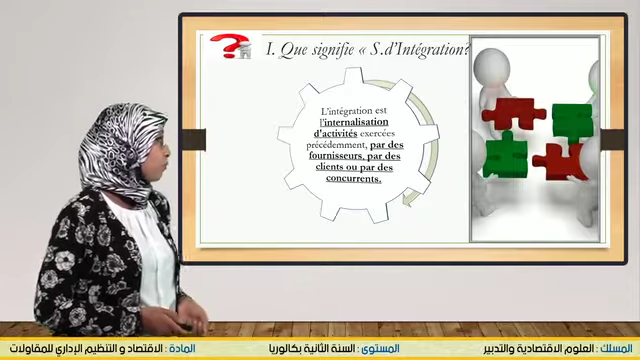 I. Que signifie « S.d'Intégration?
L'intégration est
l'internalisation
d'activités exercées
précédemment, par des
fournisseurs, par des
clients ou par des
concurrents.
المسلك : العلوم الاقتصادية والتدبير
المستوى : السنة الثانية بكالوريا
المادة : الاقتصاد و التنظيم الإداري للمقاولات